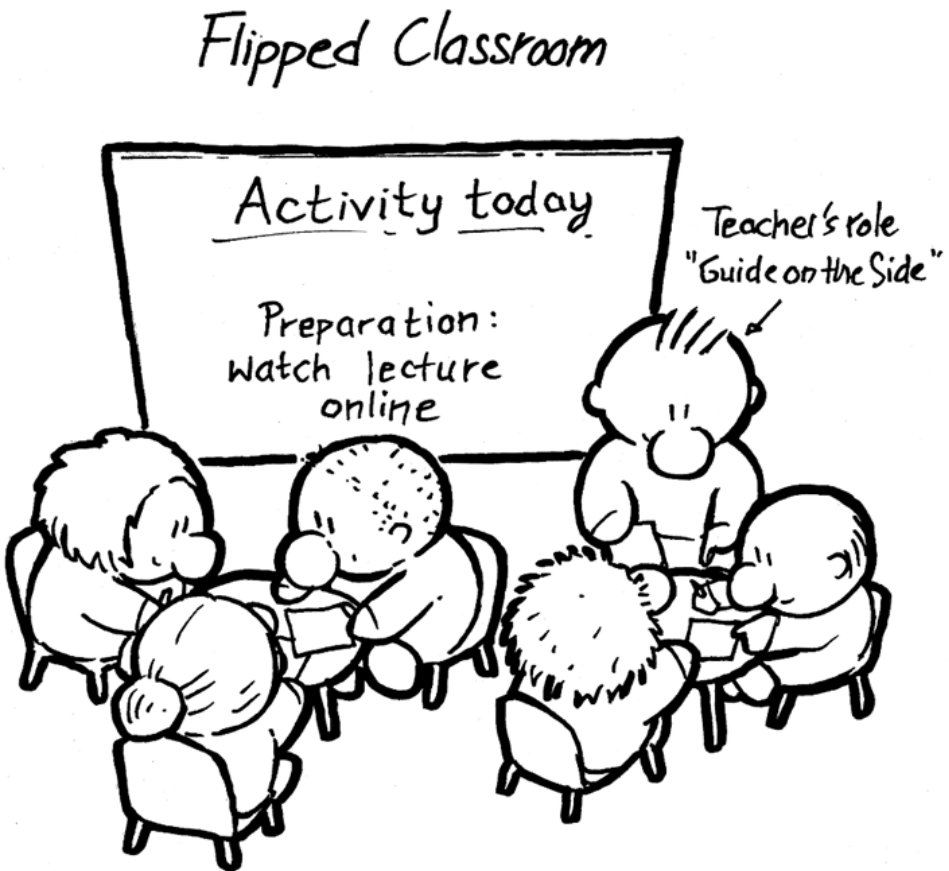 Flipped Classroom
Activity today
Preparation:
Watch lecture
online
Teacher's role
"Guide on the Side"